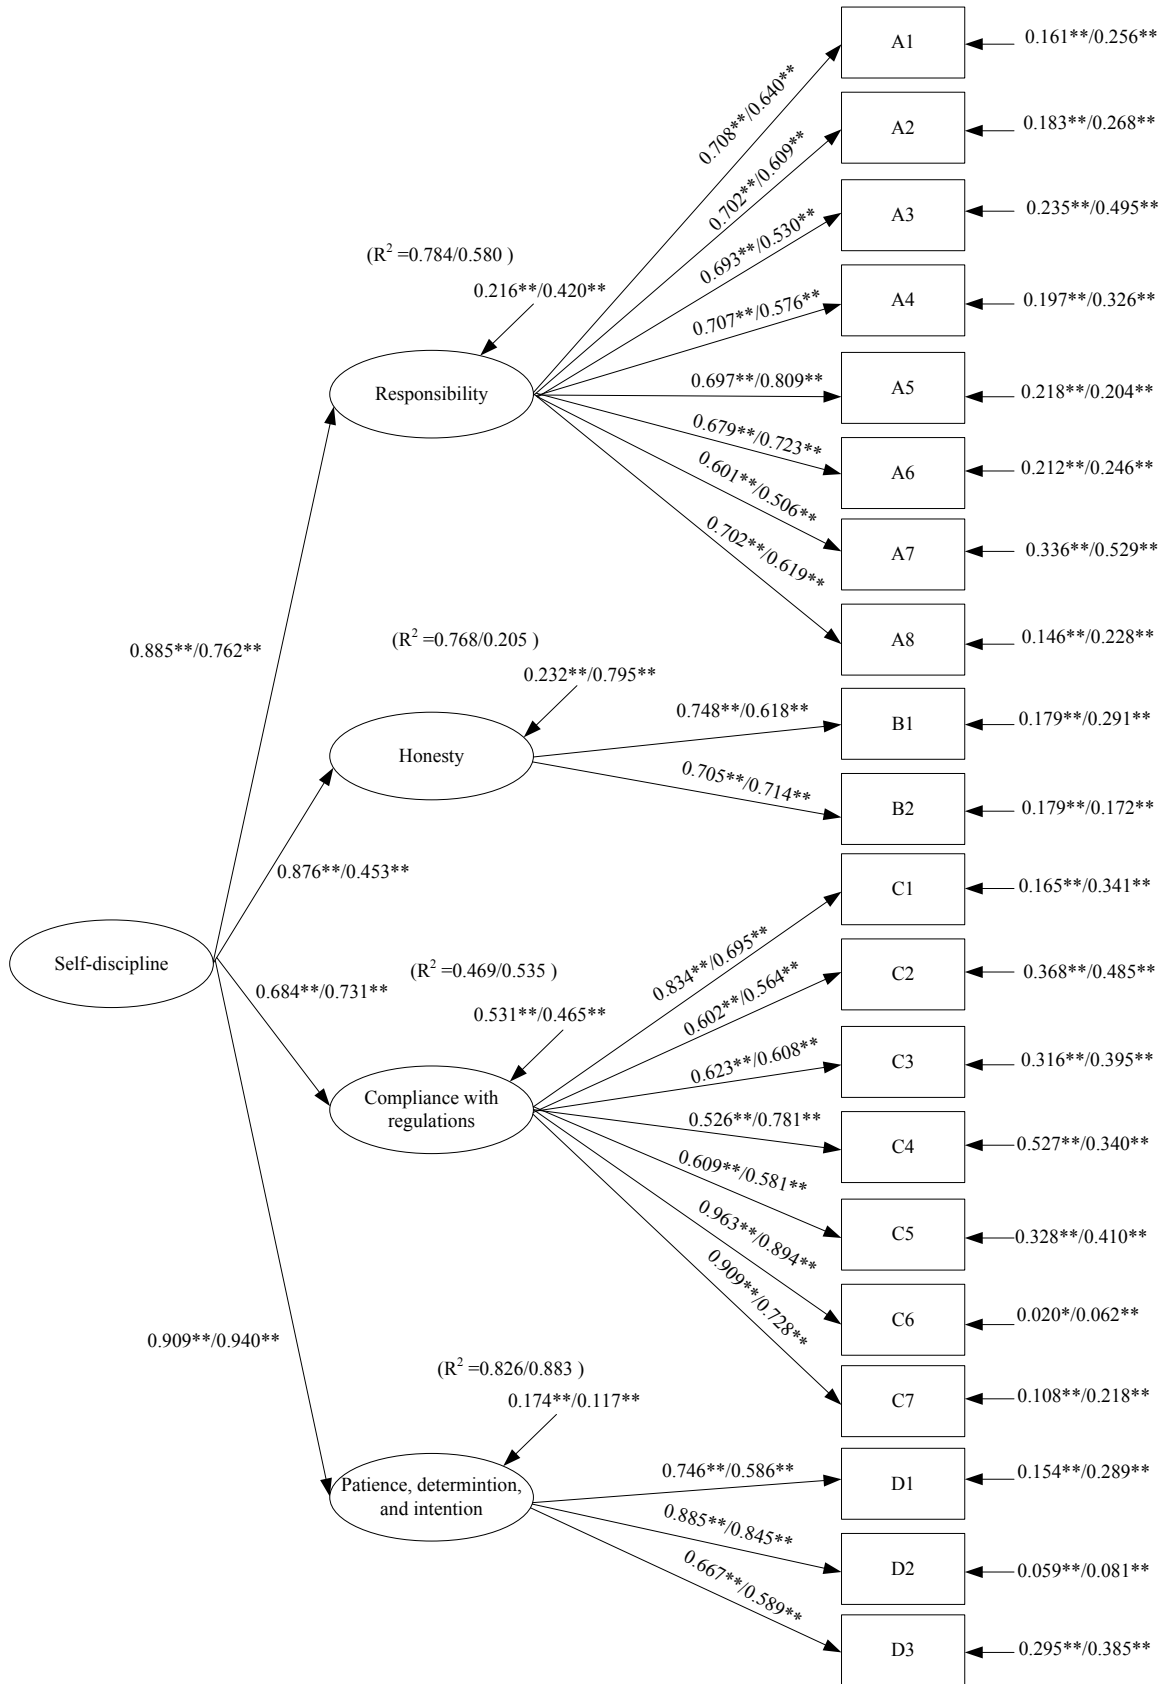 A1
0.161**/0.256**
0.708**/0.640**
A2
0.183**/0.268**
0.702**/0.609**
A3
0.235**/0.495**
0.693**/0.530**
(R² =0.784/0.580 )
0.216**/0.420**
A4
0.197**/0.326**
0.707**/0.576**
Responsibility
0.697**/0.809**
A5
0.218**/0.204**
0.679**/0.723**
A6
0.212**/0.246**
0.601**/0.506**
A7
0.336**/0.529**
0.702**/0.619**
A8
0.146**/0.228**
0.885**/0.762**
(R² =0.768/0.205 )
0.232**/0.795**
0.748**/0.618**
B1
0.179**/0.291**
Honesty
0.705**/0.714**
B2
0.179**/0.172**
0.876**/0.453**
C1
0.165**/0.341**
0.834**/0.695**
Self-discipline
(R² =0.469/0.535 )
0.684**/0.731**
0.531**/0.465**
C2
0.368**/0.485**
0.602**/0.564**
C3
0.316**/0.395**
0.623**/0.608**
Compliance with
regulations
0.526**/0.781**
C4
0.527**/0.340**
0.609**/0.581**
C5
0.328**/0.410**
0.963**/0.894**
C6
0.020*/0.062**
0.909**/0.728**
C7
0.108**/0.218**
0.909**/0.940**
(R² =0.826/0.883 )
0.174**/0.117**
0.746**/0.586**
D1
0.154**/0.289**
Patience, determintion,
and intention
0.885**/0.845**
D2
0.059**/0.081**
0.667**/0.589**
D3
0.295**/0.385**